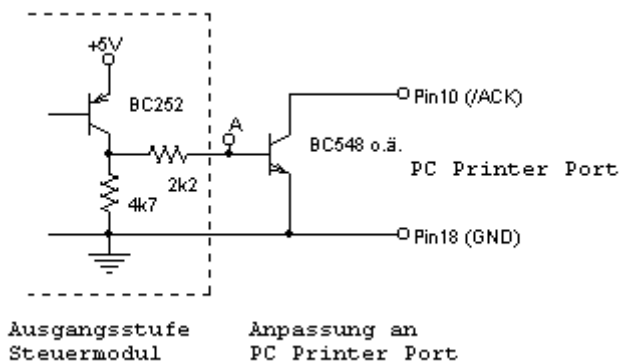 +5V
BC252
Pin10 (/ACK)
A
BC548 o.ä.
PC Printer Port
2k2
4k7
Pin18 (GND)
Ausgangsstufe
Steuermodul
Anpassung an
PC Printer Port